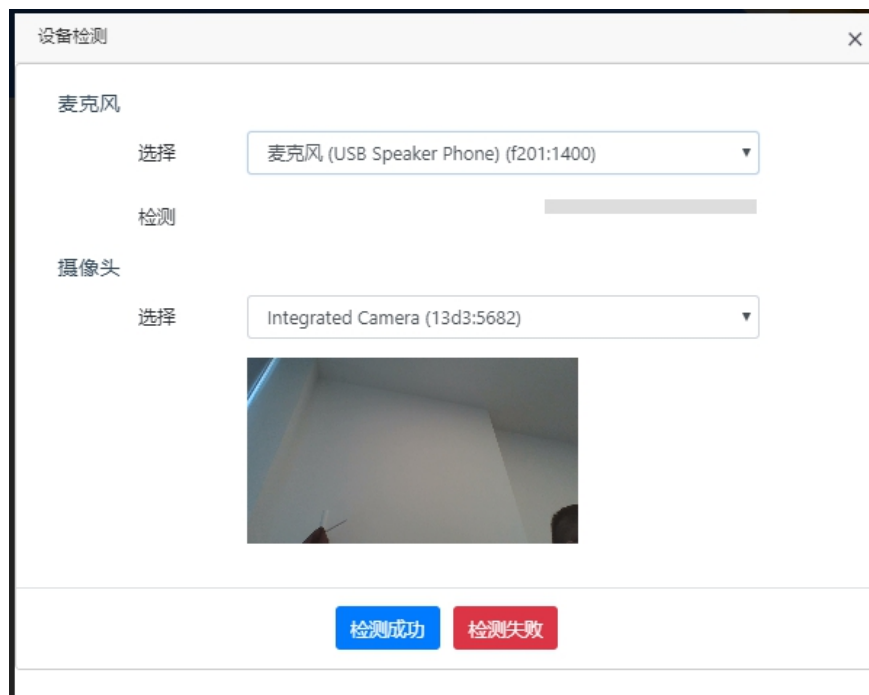 设备检测
麦克风
选择 麦克风 (USB Speaker Phone) (f201:1400)
检测
摄像头
选择 Integrated Camera (13d3:5682)
检测成功 检测失败